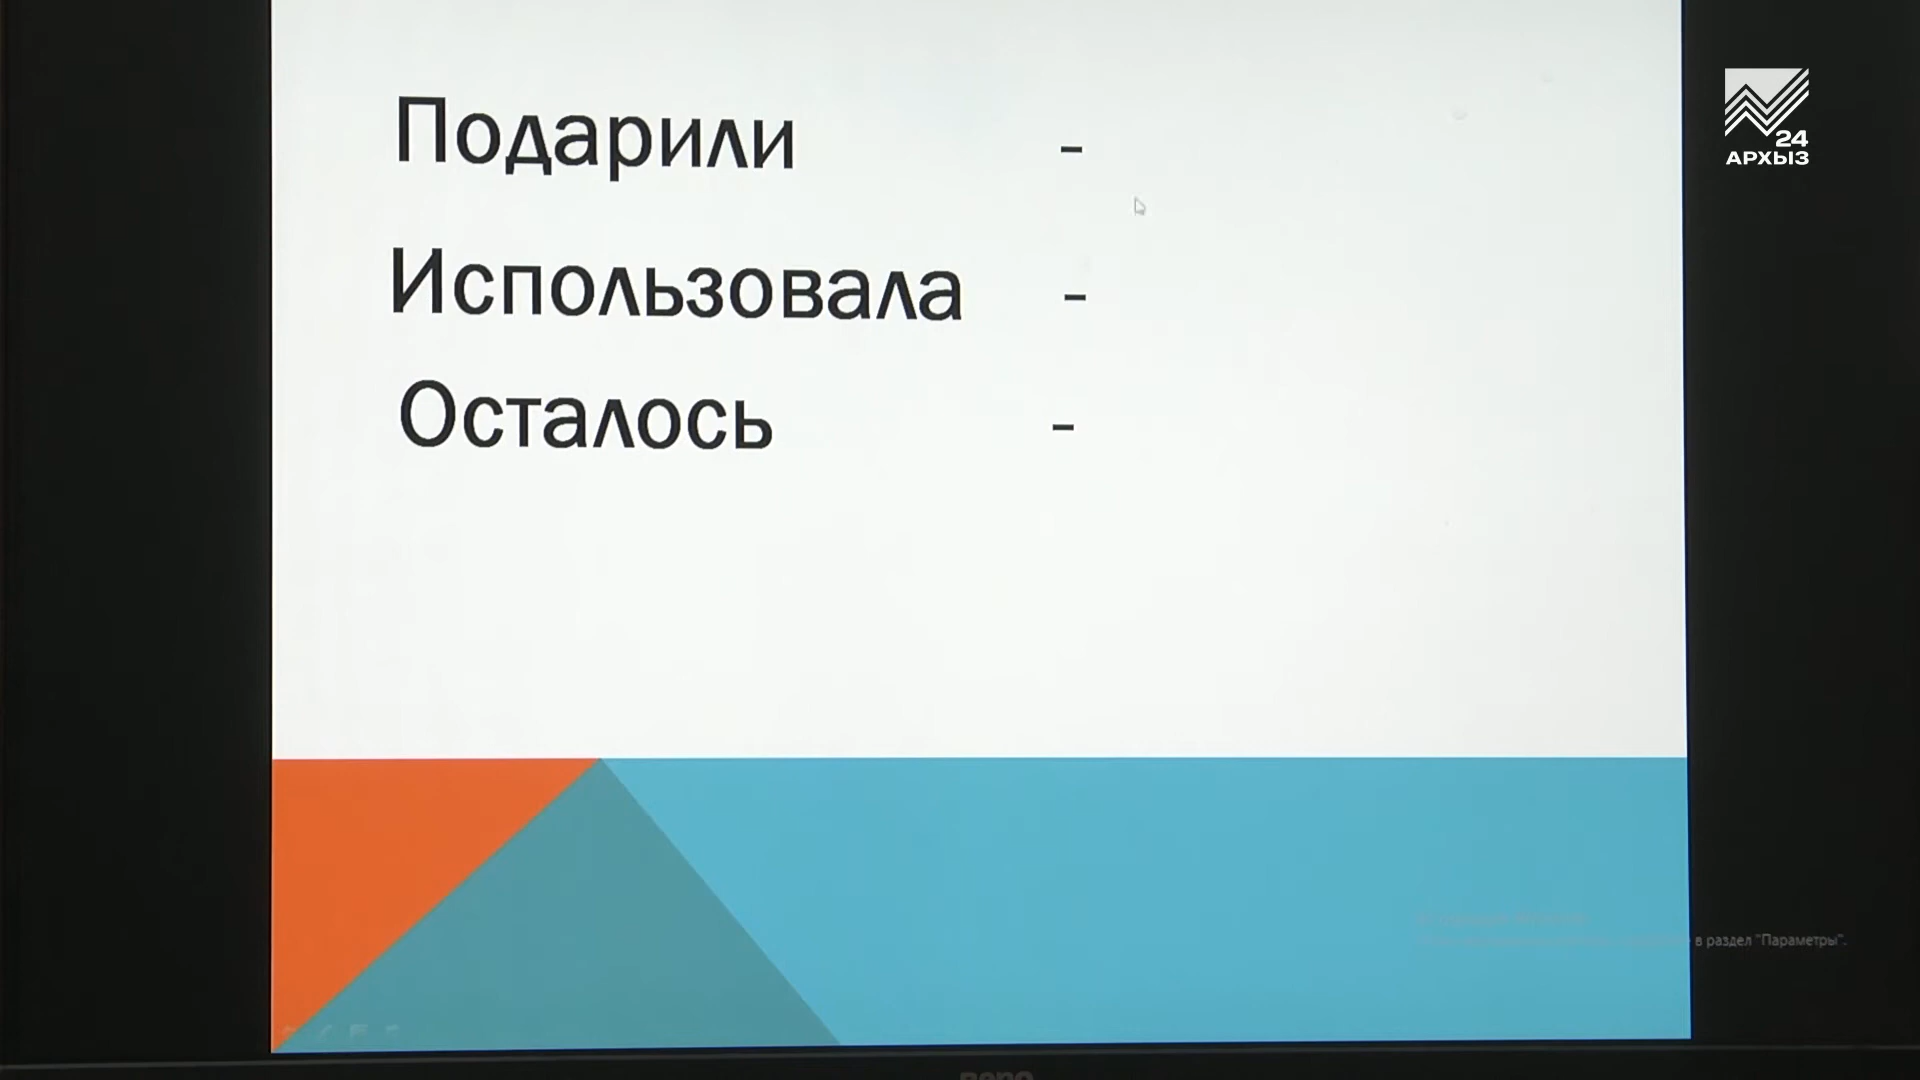 Подарили -
Использовала -
Осталось -
24
АРХЫЗ
в раздел "Параметры".